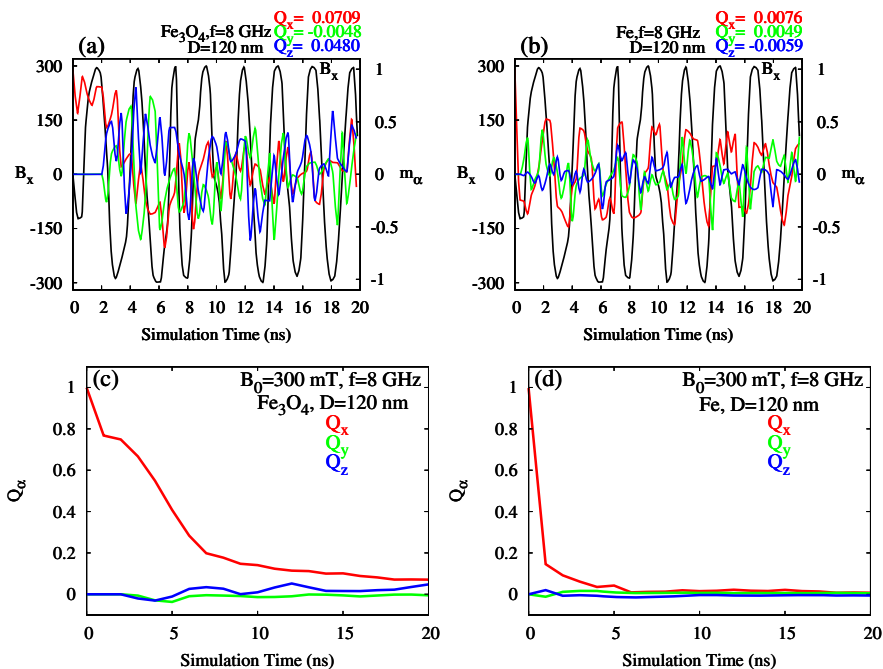 Qx= 0.0709
Fe3O4,f=8 GHz Qy= -0.0048
(a) D=120 nm Qz= 0.0480
Bx
300
150
0
-150
-300
Bx
1
0.5
0
-0.5
-1
mα
0 2 4 6 8 10 12 14 16 18 20
Simulation Time (ns)
Qx= 0.0076
Fe,f=8 GHz Qy= 0.0049
(b) D=120 nm Qz= -0.0059
Bx
300
150
0
-150
-300
Bx
1
0.5
0
-0.5
-1
mα
0 2 4 6 8 10 12 14 16 18 20
Simulation Time (ns)
(c) B0=300 mT, f=8 GHz
Fe3O4, D=120 nm
Qx
Qy
Qz
1
0.8
0.6
0.4
0.2
0
Qα
0 5 10 15 20
Simulation Time (ns)
(d) B0=300 mT, f=8 GHz
Fe, D=120 nm
Qx
Qy
Qz
1
0.8
0.6
0.4
0.2
0
Qα
0 5 10 15 20
Simulation Time (ns)